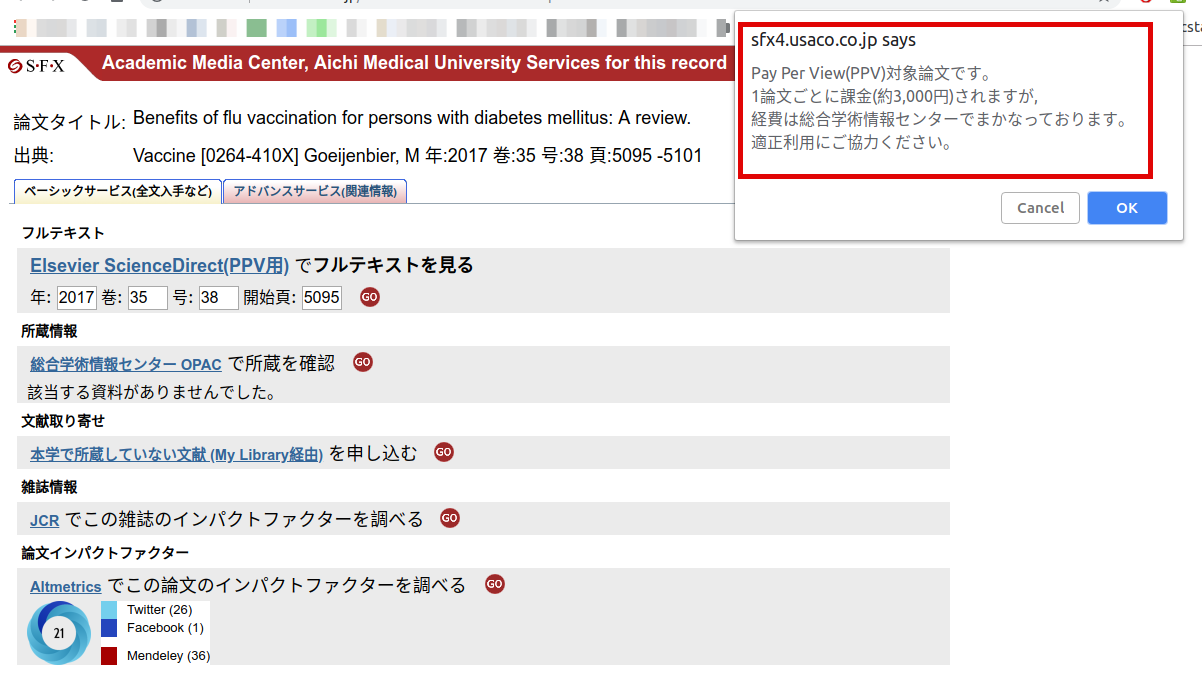 sfx4.usaco.co.jp says
Pay Per View(PPV)対象論文です。
1論文ごとに課金(約3,000円)されますが,
経費は総合学術情報センターでまかなっております。
適正利用にご協力ください。
Cancel
OK
S·F·X
Academic Media Center, Aichi Medical University Services for this record
論文タイトル: Benefits of flu vaccination for persons with diabetes mellitus: A review.
出典: Vaccine [0264-410X] Goeijenbier, M 年:2017 巻:35 号:38 頁:5095 -5101
ベーシックサービス(全文入手など)
アドバンスサービス(関連情報)
フルテキスト
Elsevier ScienceDirect(PPV用) でフルテキストを見る
年: 2017 巻: 35 号: 38 開始頁: 5095 GO
所蔵情報
総合学術情報センター OPAC で所蔵を確認 GO
該当する資料がありませんでした。
文献取り寄せ
本学で所蔵していない文献 (My Library経由) を申し込む GO
雑誌情報
JCR でこの雑誌のインパクトファクターを調べる GO
論文インパクトファクター
Altmetrics でこの論文のインパクトファクターを調べる GO
21
Twitter (26)
Facebook (1)
Mendeley (36)